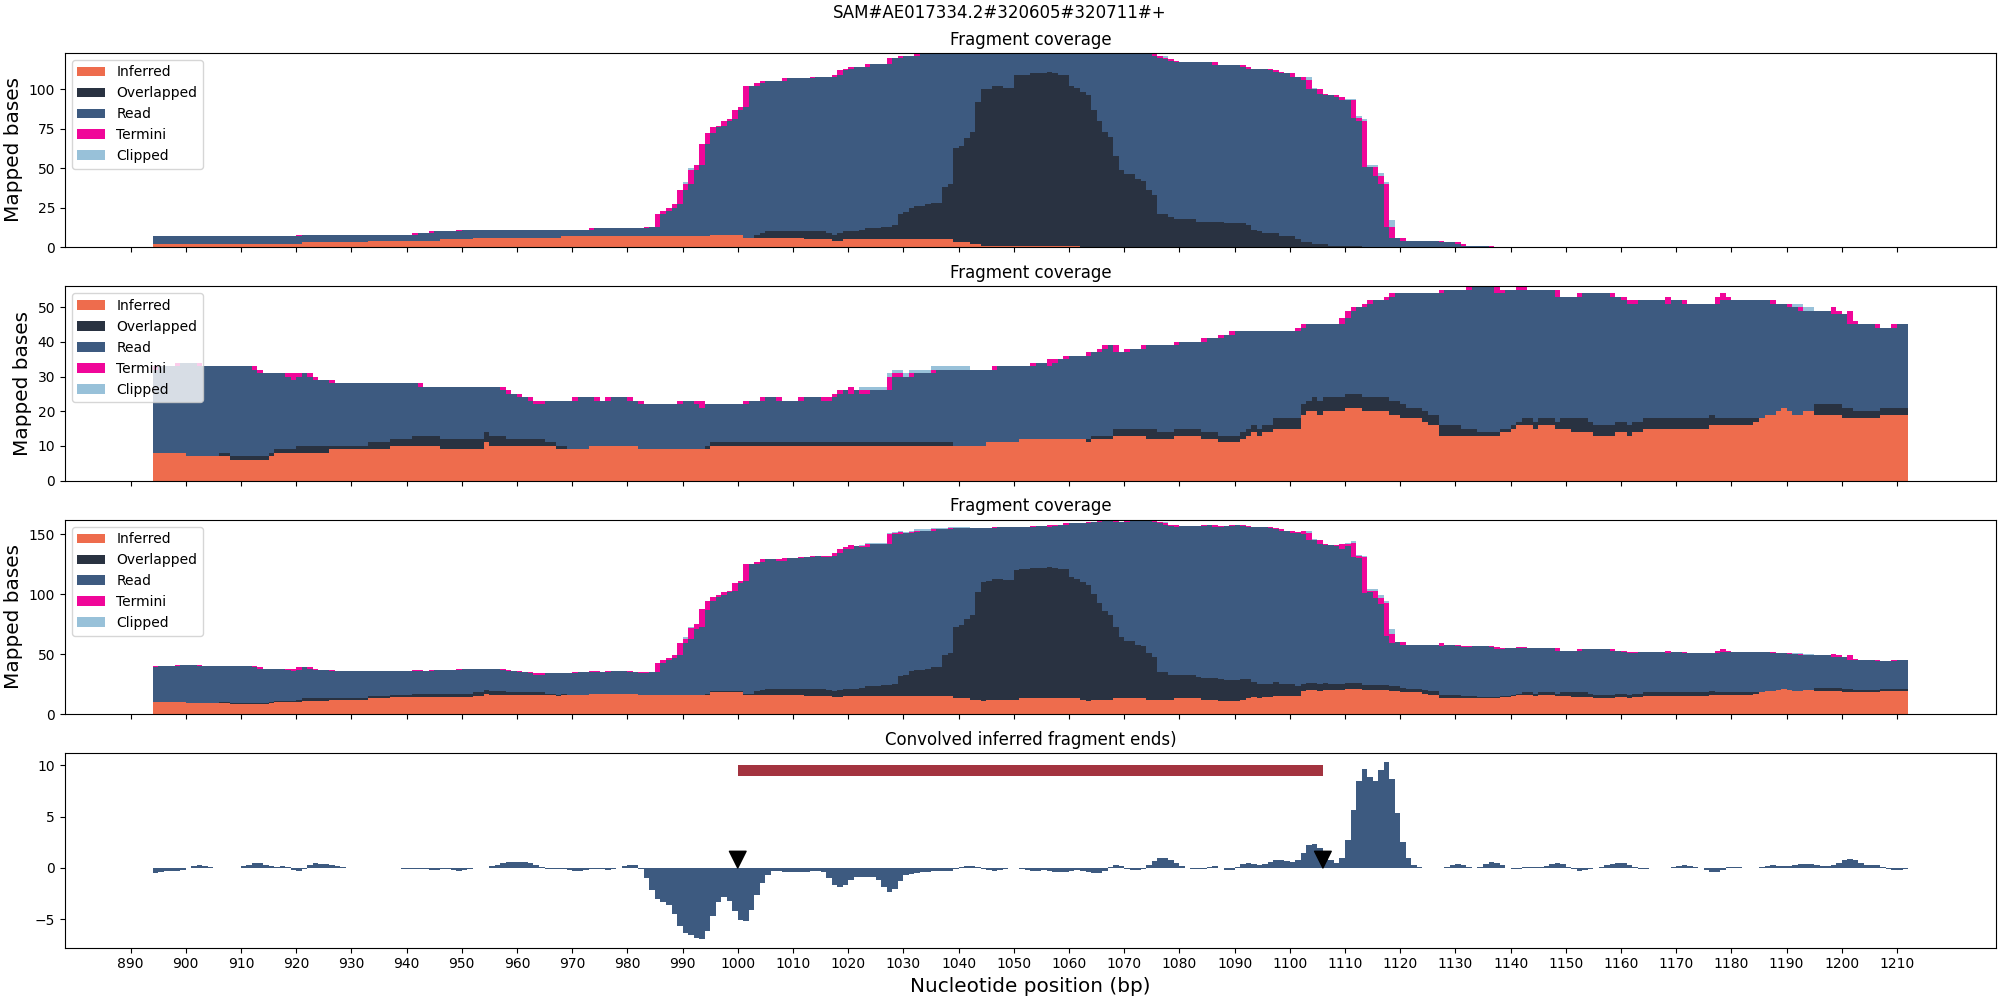 SAM#AE017334.2#320605#320711#+
Fragment coverage
Mapped bases
100
75
50
25
0
Inferred
Overlapped
Read
Termini
Clipped
Fragment coverage
Mapped bases
50
40
30
20
10
0
Inferred
Overlapped
Read
Termini
Clipped
Fragment coverage
Mapped bases
150
100
50
0
Inferred
Overlapped
Read
Termini
Clipped
Convolved inferred fragment ends)
10
5
0
−5
890 900 910 920 930 940 950 960 970 980 990 1000 1010 1020 1030 1040 1050 1060 1070 1080 1090 1100 1110 1120 1130 1140 1150 1160 1170 1180 1190 1200 1210
Nucleotide position (bp)